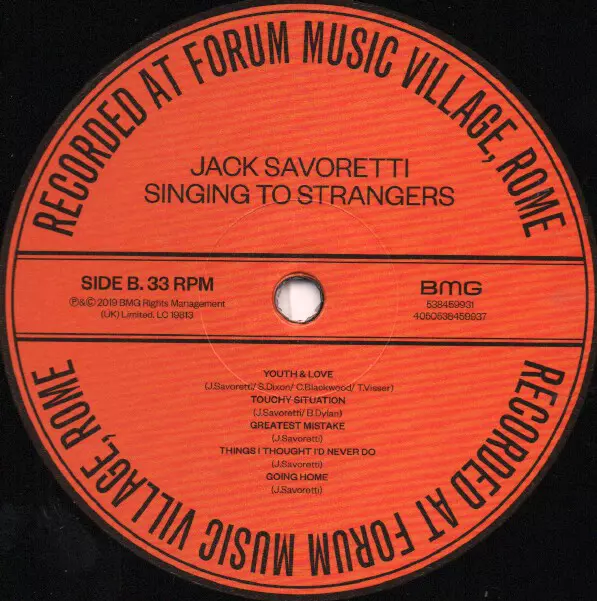 RECORDED AT FORUM MUSIC VILLAGE, ROME
JACK SAVORETTI
SINGING TO STRANGERS
SIDE B. 33 RPM
℗&© 2019 BMG Rights Management
(UK) Limited. LC 19813
BMG
538459931
4050538459937
YOUTH & LOVE
(J.Savoretti/ S.Dixon/ C.Blackwood/ T.Visser)
TOUCHY SITUATION
(J.Savoretti/ B.Dylan)
GREATEST MISTAKE
(J.Savoretti)
THINGS I THOUGHT I'D NEVER DO
(J.Savoretti)
GOING HOME
(J.Savoretti)
RECORDED AT FORUM MUSIC VILLAGE, ROME